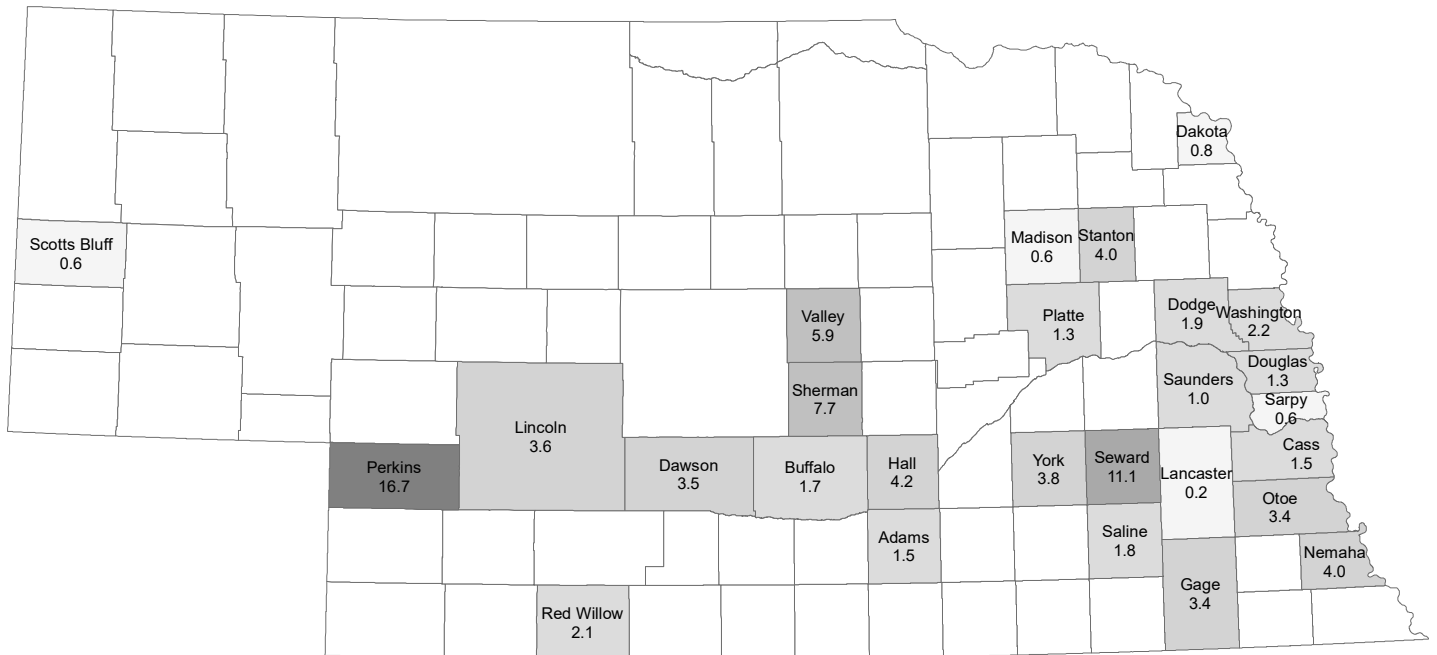 Dakota
0.8
Scotts Bluff
0.6
Madison
0.6
Stanton
4.0
Valley
5.9
Platte
1.3
Dodge
1.9
Washington
2.2
Douglas
1.3
Sherman
7.7
Saunders
1.0
Sarpy
0.6
Lincoln
3.6
Perkins
16.7
Dawson
3.5
Buffalo
1.7
Hall
4.2
York
3.8
Seward
11.1
Lancaster
0.2
Cass
1.5
Otoe
3.4
Adams
1.5
Saline
1.8
Nemaha
4.0
Gage
3.4
Red Willow
2.1